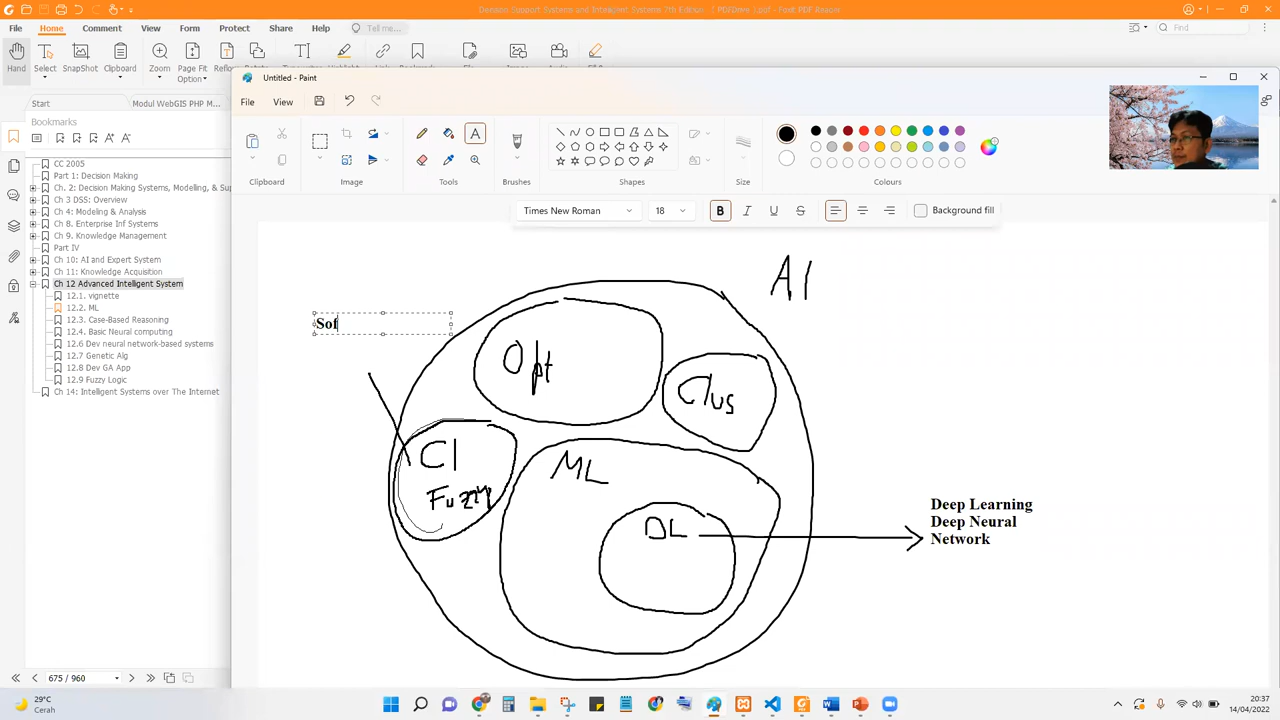 Decision Support Systems and Intelligent Systems 7th Edition - ( PDFDrive ).pdf - Foxit PDF Reader
File
Home
Comment
View
Form
Protect
Share
Help
Tell me...
Find
Hand
Select
SnapShot
Clipboard
Zoom
Page Fit
Option
Start
Modul WebGIS PHP M...
Untitled - Paint
File
View
Clipboard
Image
Tools
Brushes
Shapes
Size
Colours
Times New Roman
18
B
Background fill
Bookmarks
CC 2005
Part 1: Decision Making
Ch. 2: Decision Making Systems, Modelling, & Sup
Ch 3 DSS: Overview
Ch 4: Modeling & Analysis
Ch 8. Enterprise Inf Systems
Ch 9. Knowledge Management
Part IV
Ch 10: AI and Expert System
Ch 11: Knowledge Acquisition
Ch 12 Advanced Intelligent System
12.1. vignette
12.2. ML
12.3. Case-Based Reasoning
12.4. Basic Neural computing
12.6 Dev neural network-based systems
12.7 Genetic Alg
12.8 Dev GA App
12.9 Fuzzy Logic
Ch 14: Intelligent Systems over The Internet
AI
Sof
Opt
Clus
CI
Fuzzy
ML
DL
Deep Learning
Deep Neural
Network
675 / 960
29°C
Cerah
20:37
14/04/2022